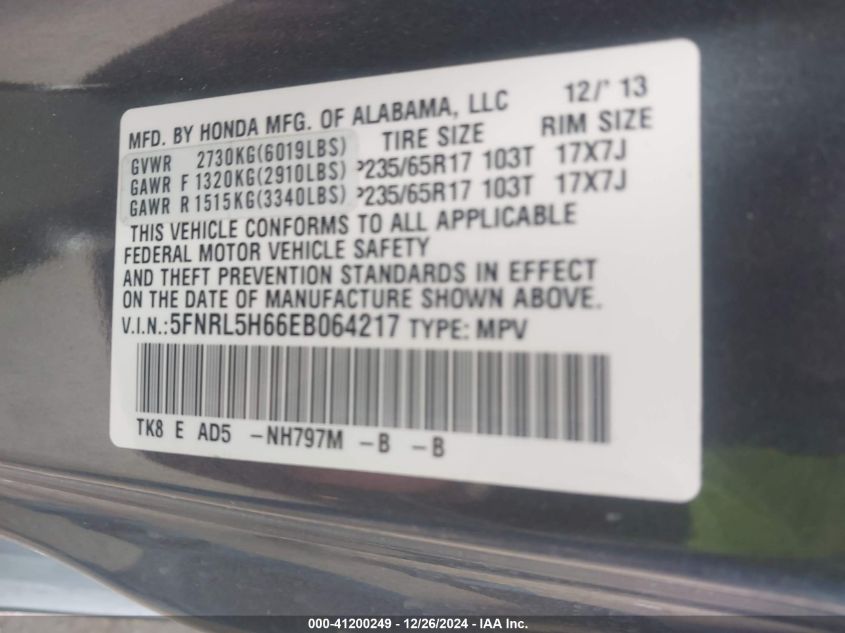 MFD. BY HONDA MFG. OF ALABAMA, LLC 12/' 13
GVWR 2730KG(6019LBS) TIRE SIZE RIM SIZE
GAWR F 1320KG(2910LBS) P235/65R17 103T 17X7J
GAWR R 1515KG(3340LBS) P235/65R17 103T 17X7J
THIS VEHICLE CONFORMS TO ALL APPLICABLE
FEDERAL MOTOR VEHICLE SAFETY
AND THEFT PREVENTION STANDARDS IN EFFECT
ON THE DATE OF MANUFACTURE SHOWN ABOVE.
V.I.N.:5FNRL5H66EB064217 TYPE: MPV
TK8 E AD5 -NH797M -B -B
000-41200249 - 12/26/2024 - IAA Inc.